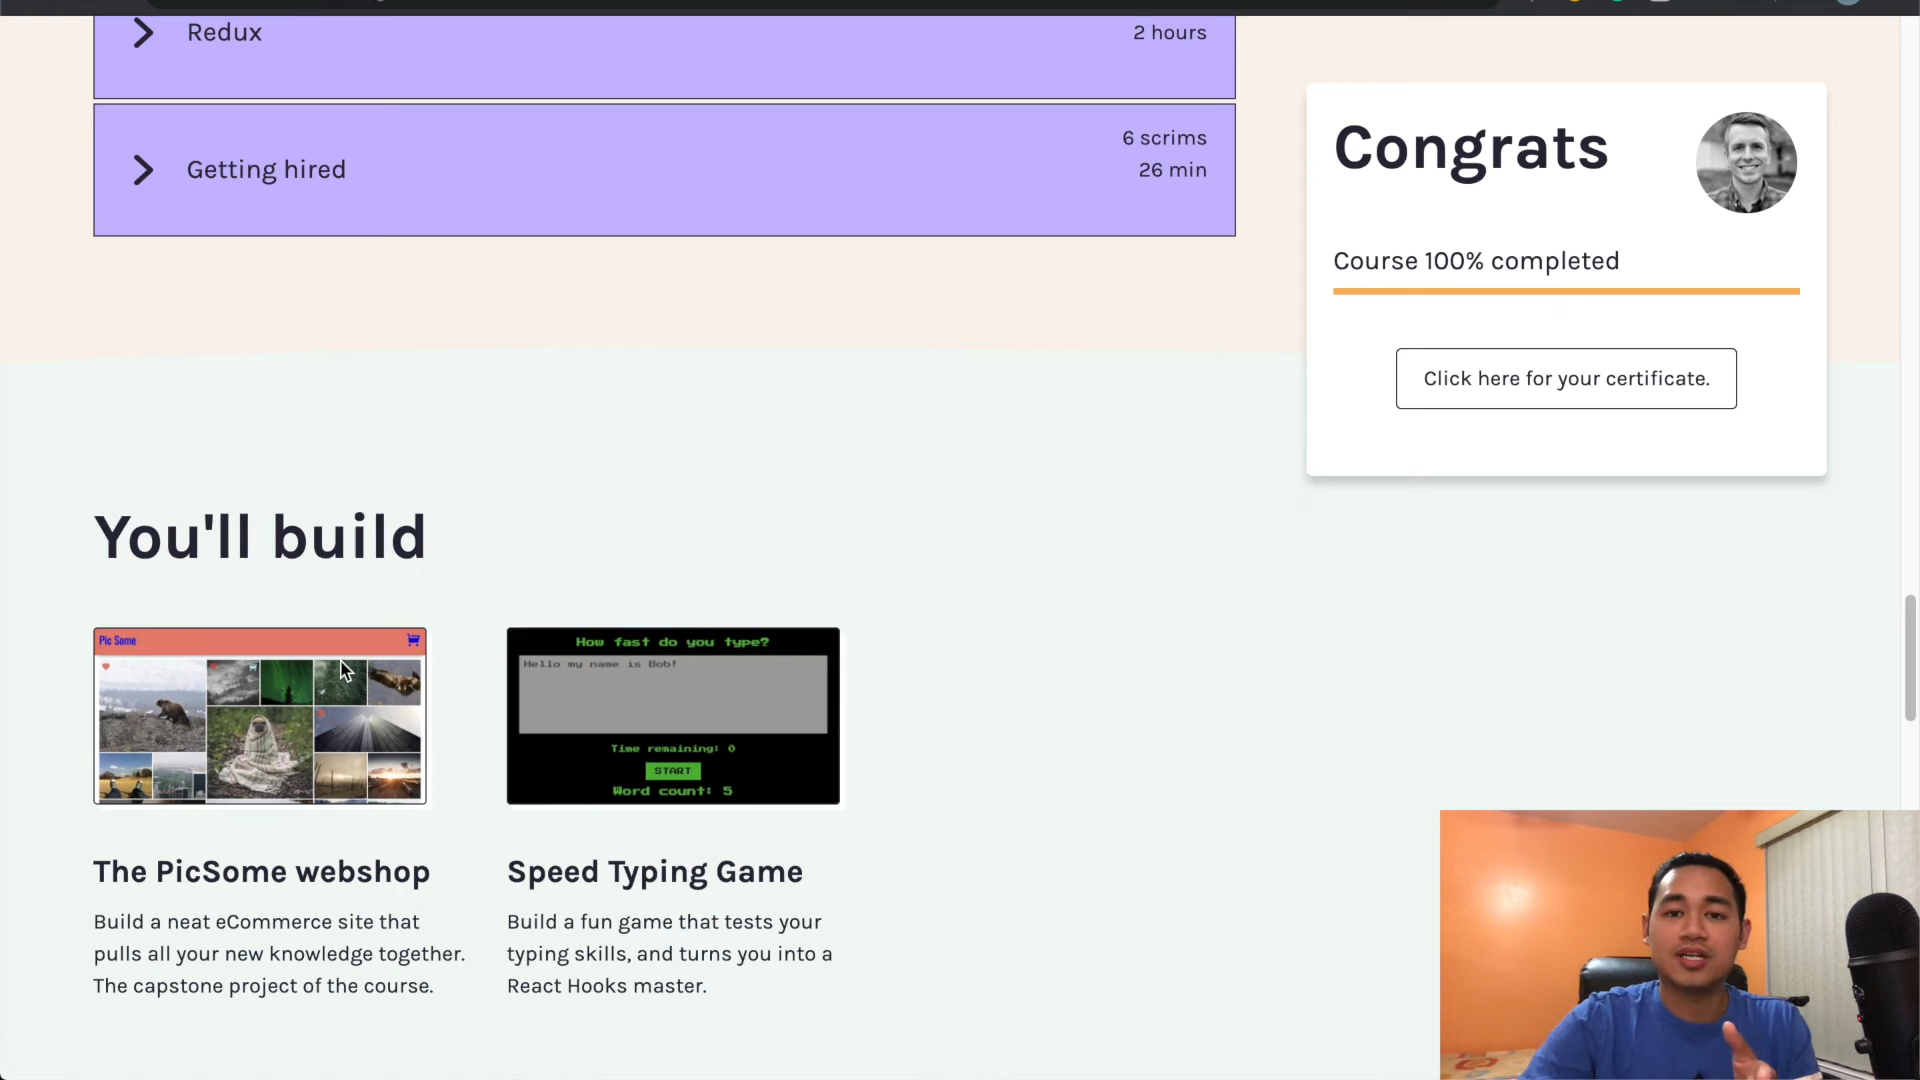 Redux
2 hours
6 scrims
Getting hired
26 min
Congrats
Course 100% completed
Click here for your certificate.
You'll build
Pic Some
How fast do you type?
Hello my name is Bob!
Time remaining: 0
START
Word count: 5
The PicSome webshop
Build a neat eCommerce site that
pulls all your new knowledge together.
The capstone project of the course.
Speed Typing Game
Build a fun game that tests your
typing skills, and turns you into a
React Hooks master.